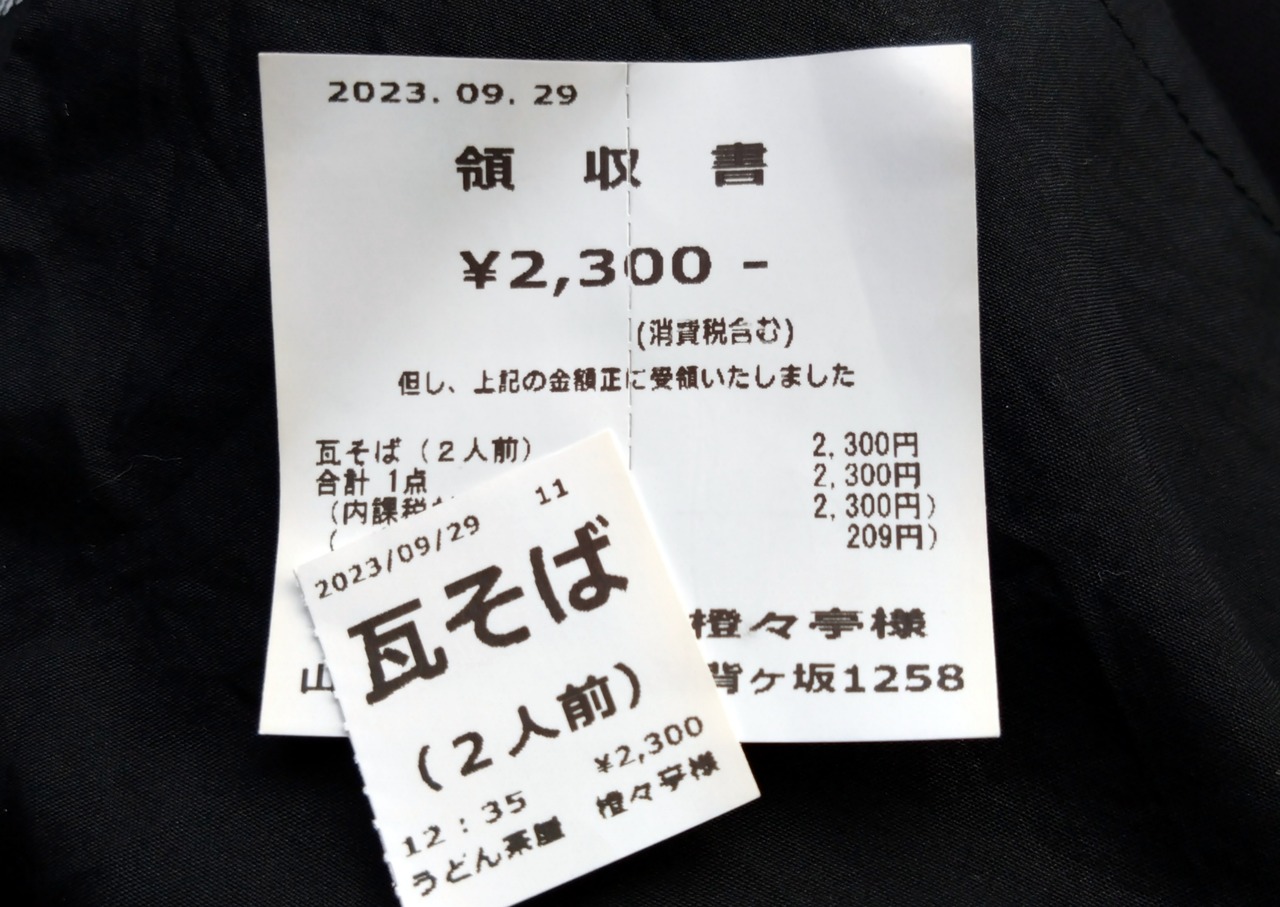 2023. 09. 29
領収書
¥2,300 -
(消費税含む)
但し、上記の金額正に受領いたしました
瓦そば（2人前） 2,300円
合計 1点 2,300円
（内課税 2,300円）
( 209円）
橙々亭様
山 背ヶ坂1258
2023/09/29 11
瓦そば
（2人前）
¥2,300
12：35
うどん茶屋 橙々亭様